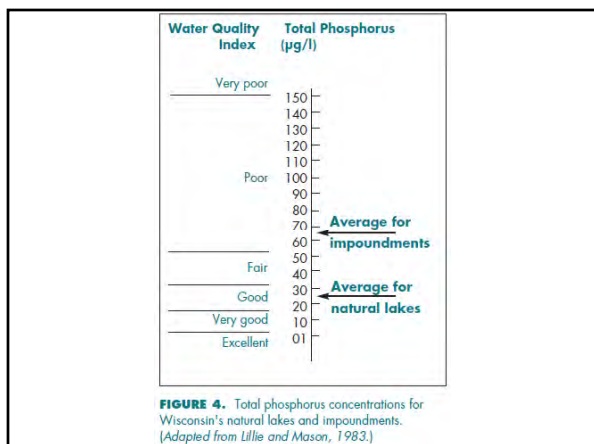 Water Quality Total Phosphorus
Index (µg/l)
Very poor
150
140
130
120
110
Poor 100
90
80
70
Average for
impoundments
60
50
Fair
40
30
Average for
natural lakes
Good
20
Very good 10
Excellent 01
FIGURE 4. Total phosphorus concentrations for
Wisconsin's natural lakes and impoundments.
(Adapted from Lillie and Mason, 1983.)